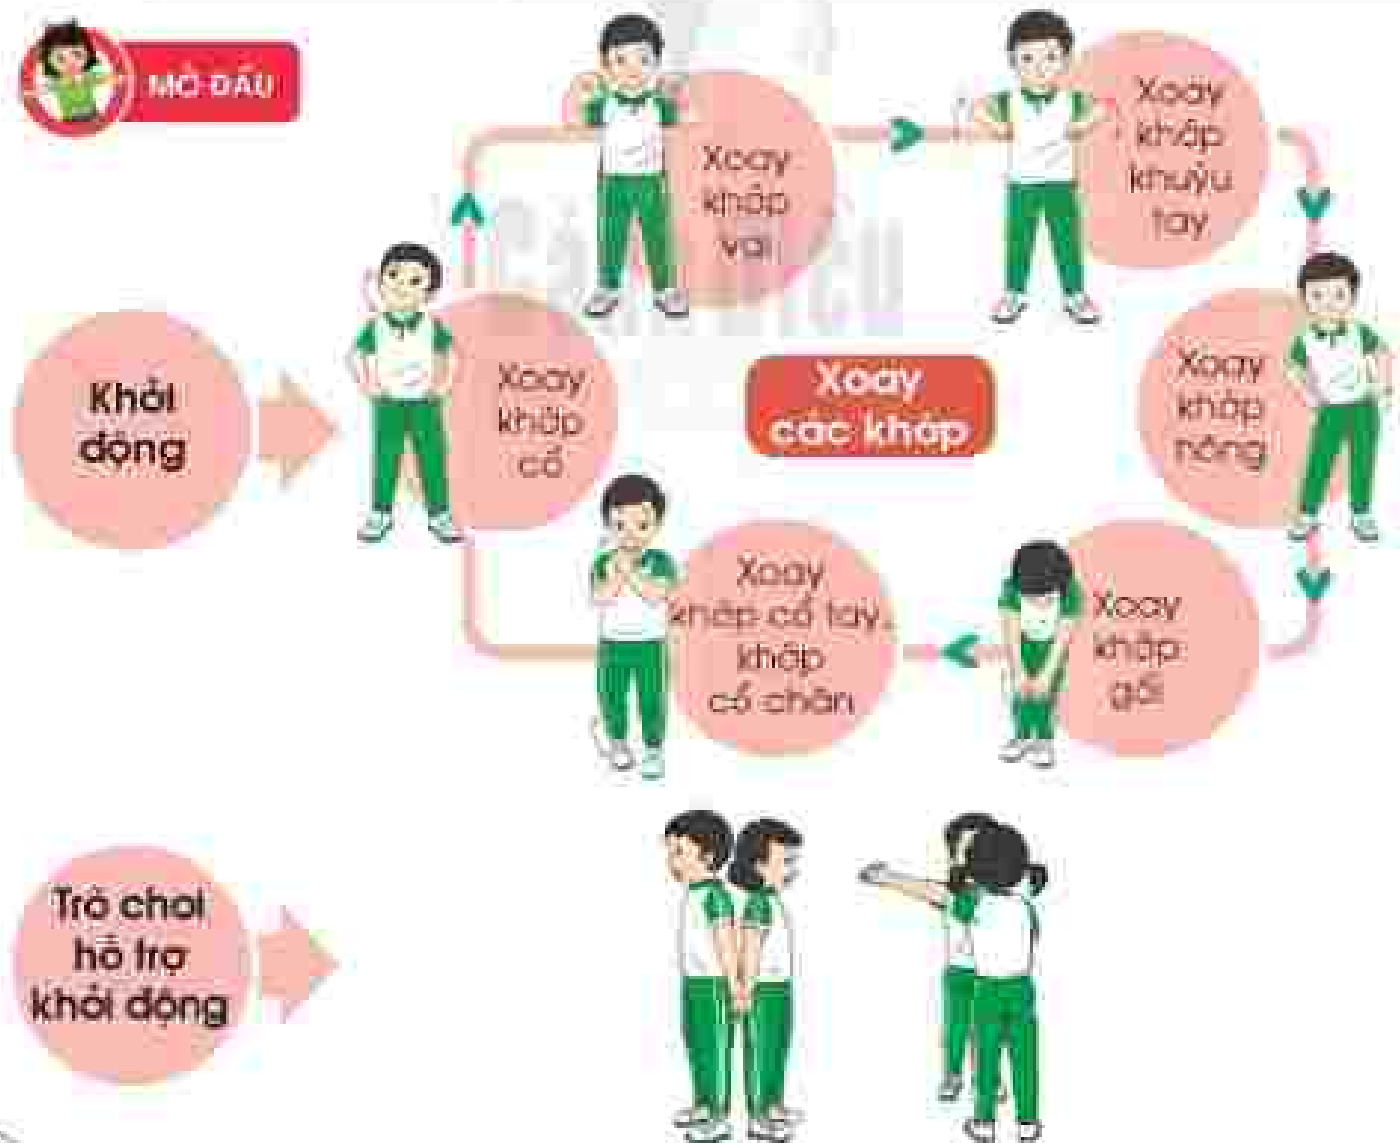 MỞ ĐẦU
Khởi
động
Xoay
khớp
cổ
Xoay
khớp
vai
Xoay
khớp
khuỷu
tay
Xoay
khớp
hông
Xoay
khớp
gối
Xoay
khớp cổ tay,
khớp
cổ chân
Xoay
các khớp
Trò chơi
hỗ trợ
khởi động